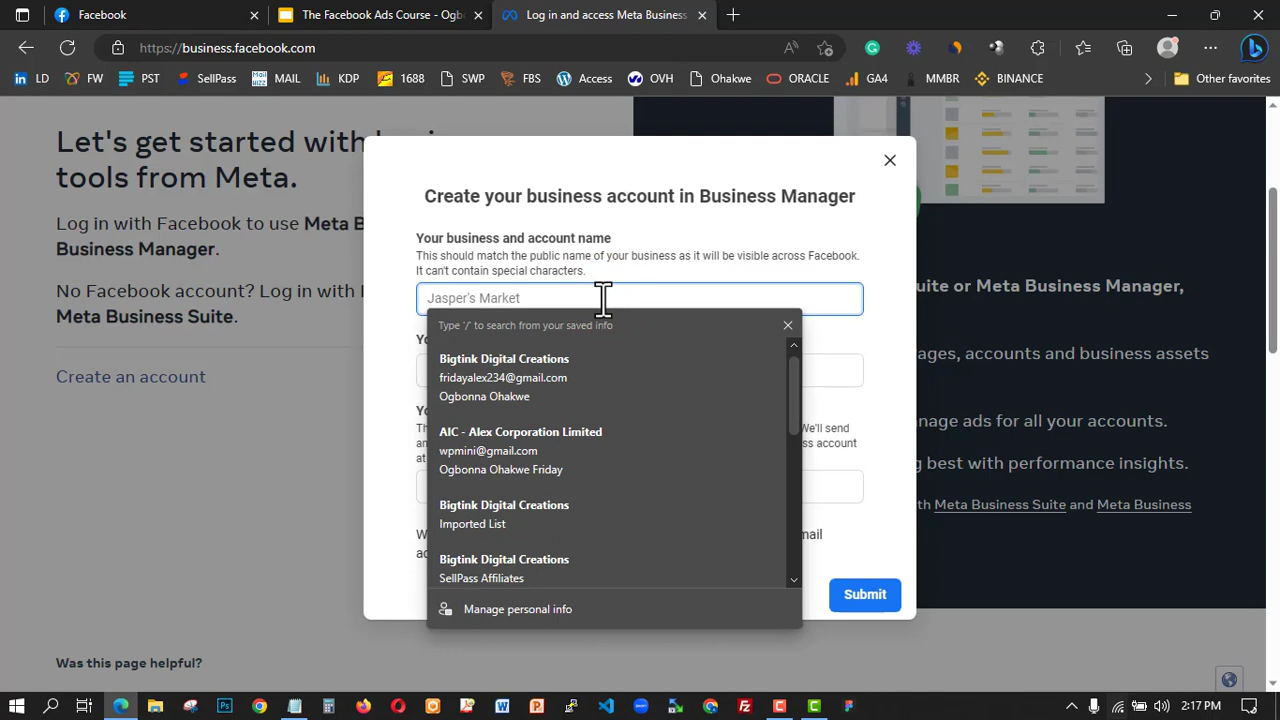 Facebook
The Facebook Ads Course - Ogb
Log in and access Meta Business
https://business.facebook.com
LD
FW
PST
SellPass
MAIL
KDP
1688
SWP
FBS
Access
OVH
Ohakwe
ORACLE
GA4
MMBR
BINANCE
Other favorites
Let's get started with
tools from Meta.
Log in with Facebook to use Meta
Business Manager.
No Facebook account? Log in with
Meta Business Suite.
Create an account
Create your business account in Business Manager
Your business and account name
This should match the public name of your business as it will be visible across Facebook.
It can't contain special characters.
Jasper's Market
Type '/' to search from your saved info
Bigtink Digital Creations
fridayalex234@gmail.com
Ogbonna Ohakwe
AIC - Alex Corporation Limited
wpmini@gmail.com
Ogbonna Ohakwe Friday
Bigtink Digital Creations
Imported List
Bigtink Digital Creations
SellPass Affiliates
Manage personal info
We'll send
account
mail
Submit
or Meta Business Manager,
accounts and business assets
ads for all your accounts.
best with performance insights.
Meta Business Suite and Meta Business
Was this page helpful?
2:17 PM